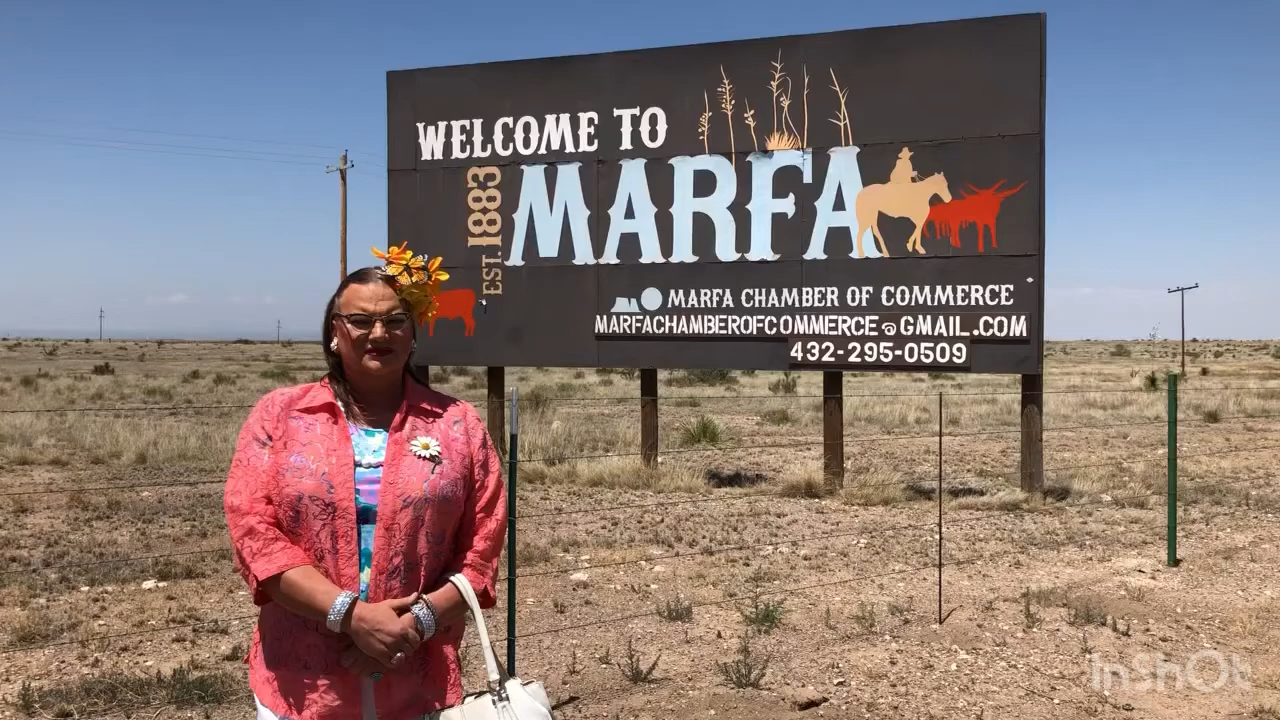 WELCOME TO
EST. 1883
MARFA
MARFA CHAMBER OF COMMERCE
MARFACHAMBEROFCOMMERCE@GMAIL.COM
432-295-0509
InShOt